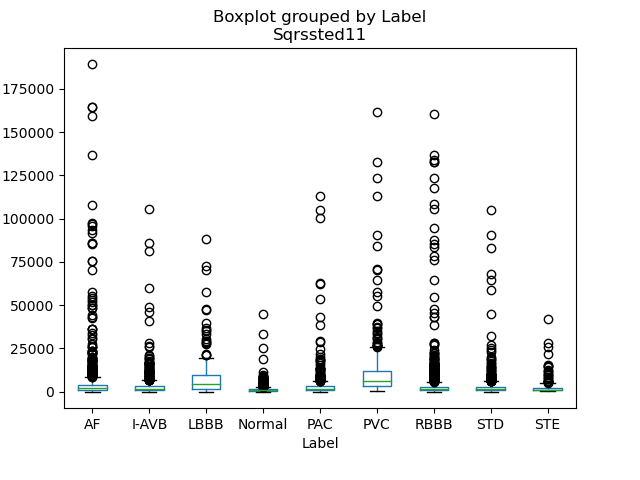 Boxplot grouped by Label
Sqrssted11
175000
150000
125000
100000
75000
50000
25000
0
AF I-AVB LBBB Normal PAC PVC RBBB STD STE
Label